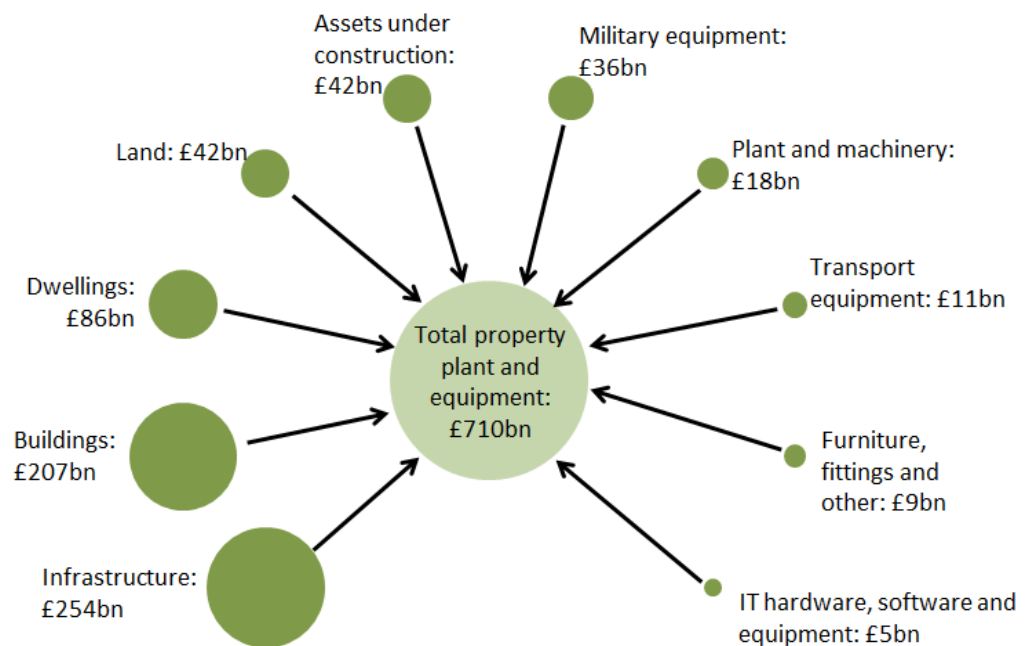 Assets under
construction:
£42bn
Military equipment:
£36bn
Land: £42bn
Plant and machinery:
£18bn
Dwellings:
£86bn
Transport
equipment: £11bn
Total property
plant and
equipment:
£710bn
Buildings:
£207bn
Furniture,
fittings and
other: £9bn
Infrastructure:
£254bn
IT hardware, software and
equipment: £5bn